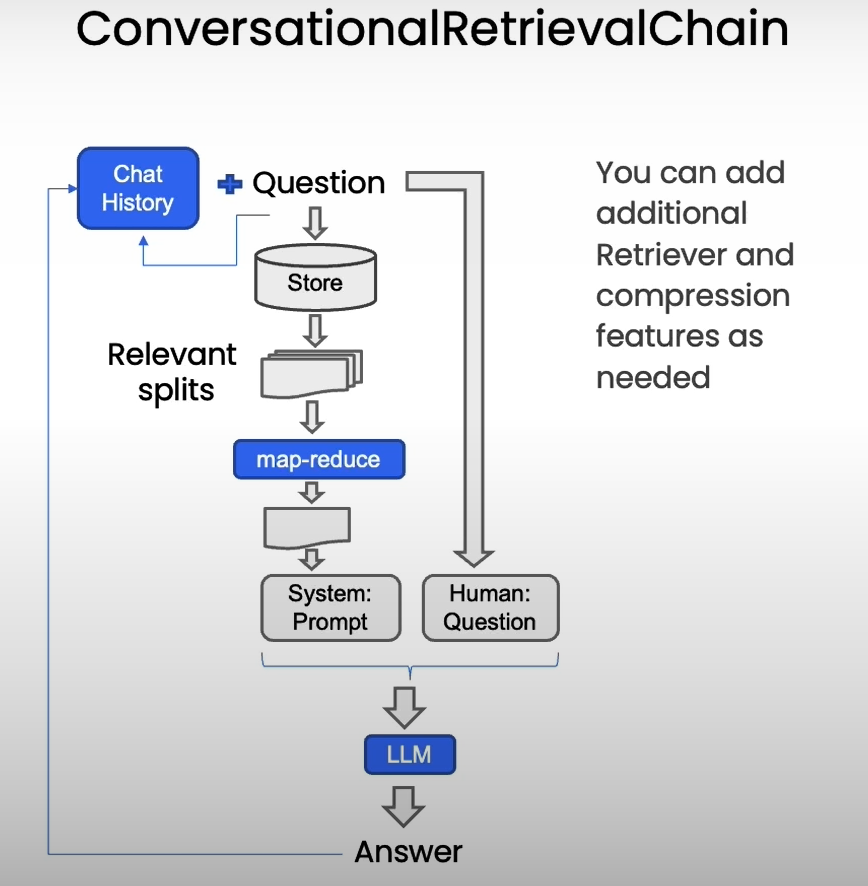 ConversationalRetrievalChain
Chat
History
Question
Store
Relevant
splits
map-reduce
System:
Prompt
Human:
Question
LLM
Answer
You can add
additional
Retriever and
compression
features as
needed